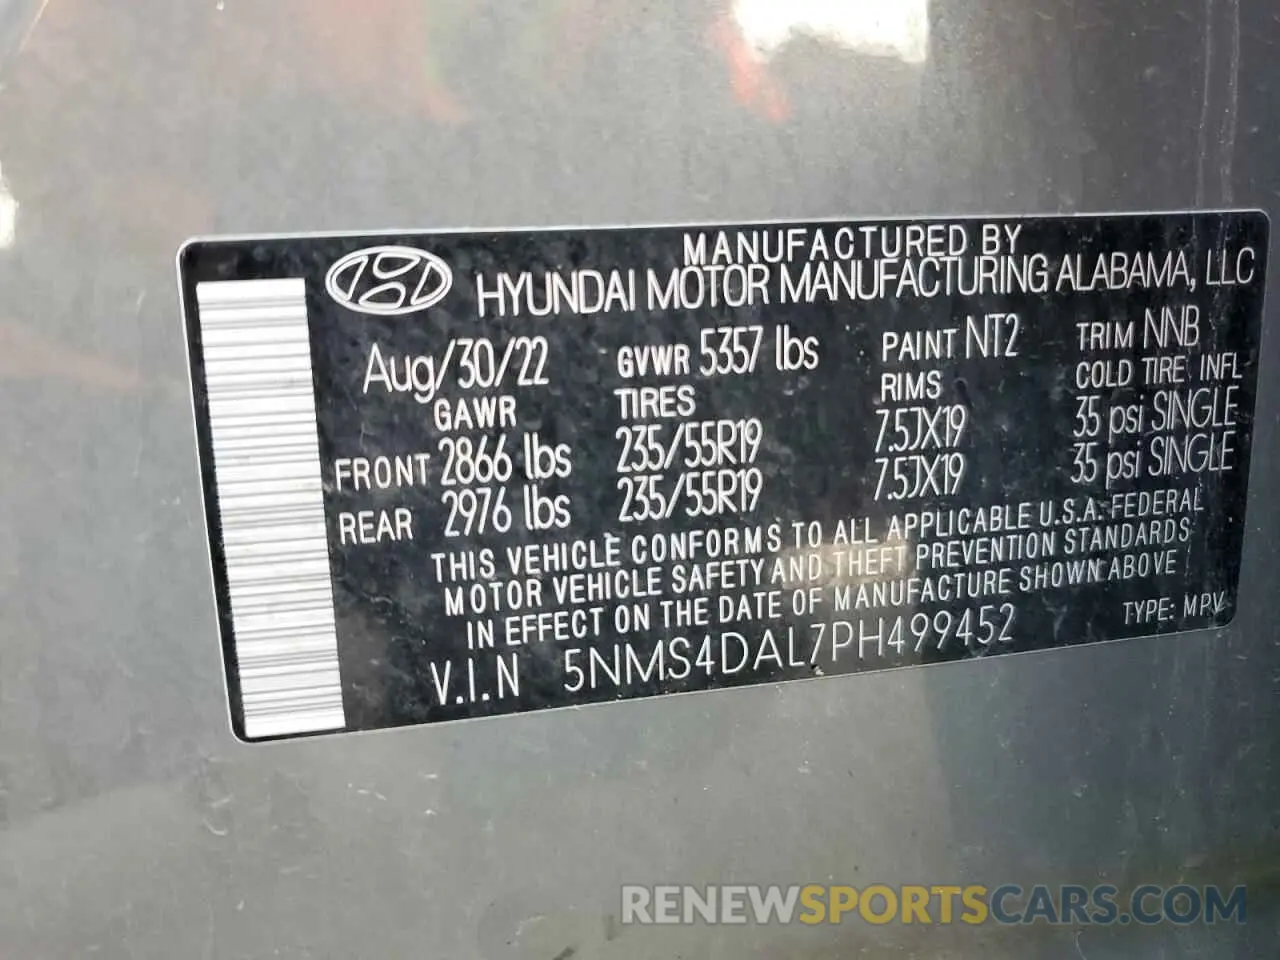 MANUFACTURED BY
HYUNDAI MOTOR MANUFACTURING ALABAMA, LLC
Aug/30/22 GVWR 5357 lbs PAINT NT2 TRIM NNB
GAWR TIRES RIMS COLD TIRE INFL
FRONT 2866 lbs 235/55R19 7.5JX19 35 psi SINGLE
REAR 2976 lbs 235/55R19 7.5JX19 35 psi SINGLE
THIS VEHICLE CONFORMS TO ALL APPLICABLE U.S.A. FEDERAL
MOTOR VEHICLE SAFETY AND THEFT PREVENTION STANDARDS
IN EFFECT ON THE DATE OF MANUFACTURE SHOWN ABOVE
V.I.N 5NMS4DAL7PH499452 TYPE: MPV
RENEWSPORTSCARS.COM